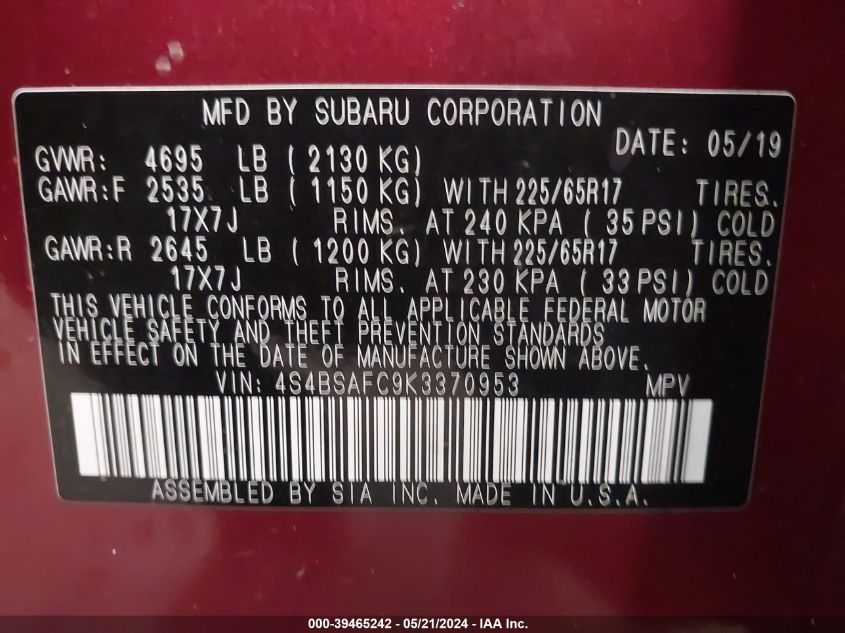 MFD BY SUBARU CORPORATION
DATE: 05/19
GVWR: 4695 LB ( 2130 KG)
GAWR:F 2535 LB ( 1150 KG) WITH 225/65R17 TIRES.
17X7J RIMS. AT 240 KPA ( 35 PSI) COLD
GAWR:R 2645 LB ( 1200 KG) WITH 225/65R17 TIRES.
17X7J RIMS. AT 230 KPA ( 33 PSI) COLD
THIS VEHICLE CONFORMS TO ALL APPLICABLE FEDERAL MOTOR
VEHICLE SAFETY AND THEFT PREVENTION STANDARDS
IN EFFECT ON THE DATE OF MANUFACTURE SHOWN ABOVE.
VIN: 4S4BSAFC9K3370953 MPV
ASSEMBLED BY SIA INC. MADE IN U.S.A.
000-39465242 - 05/21/2024 - IAA Inc.